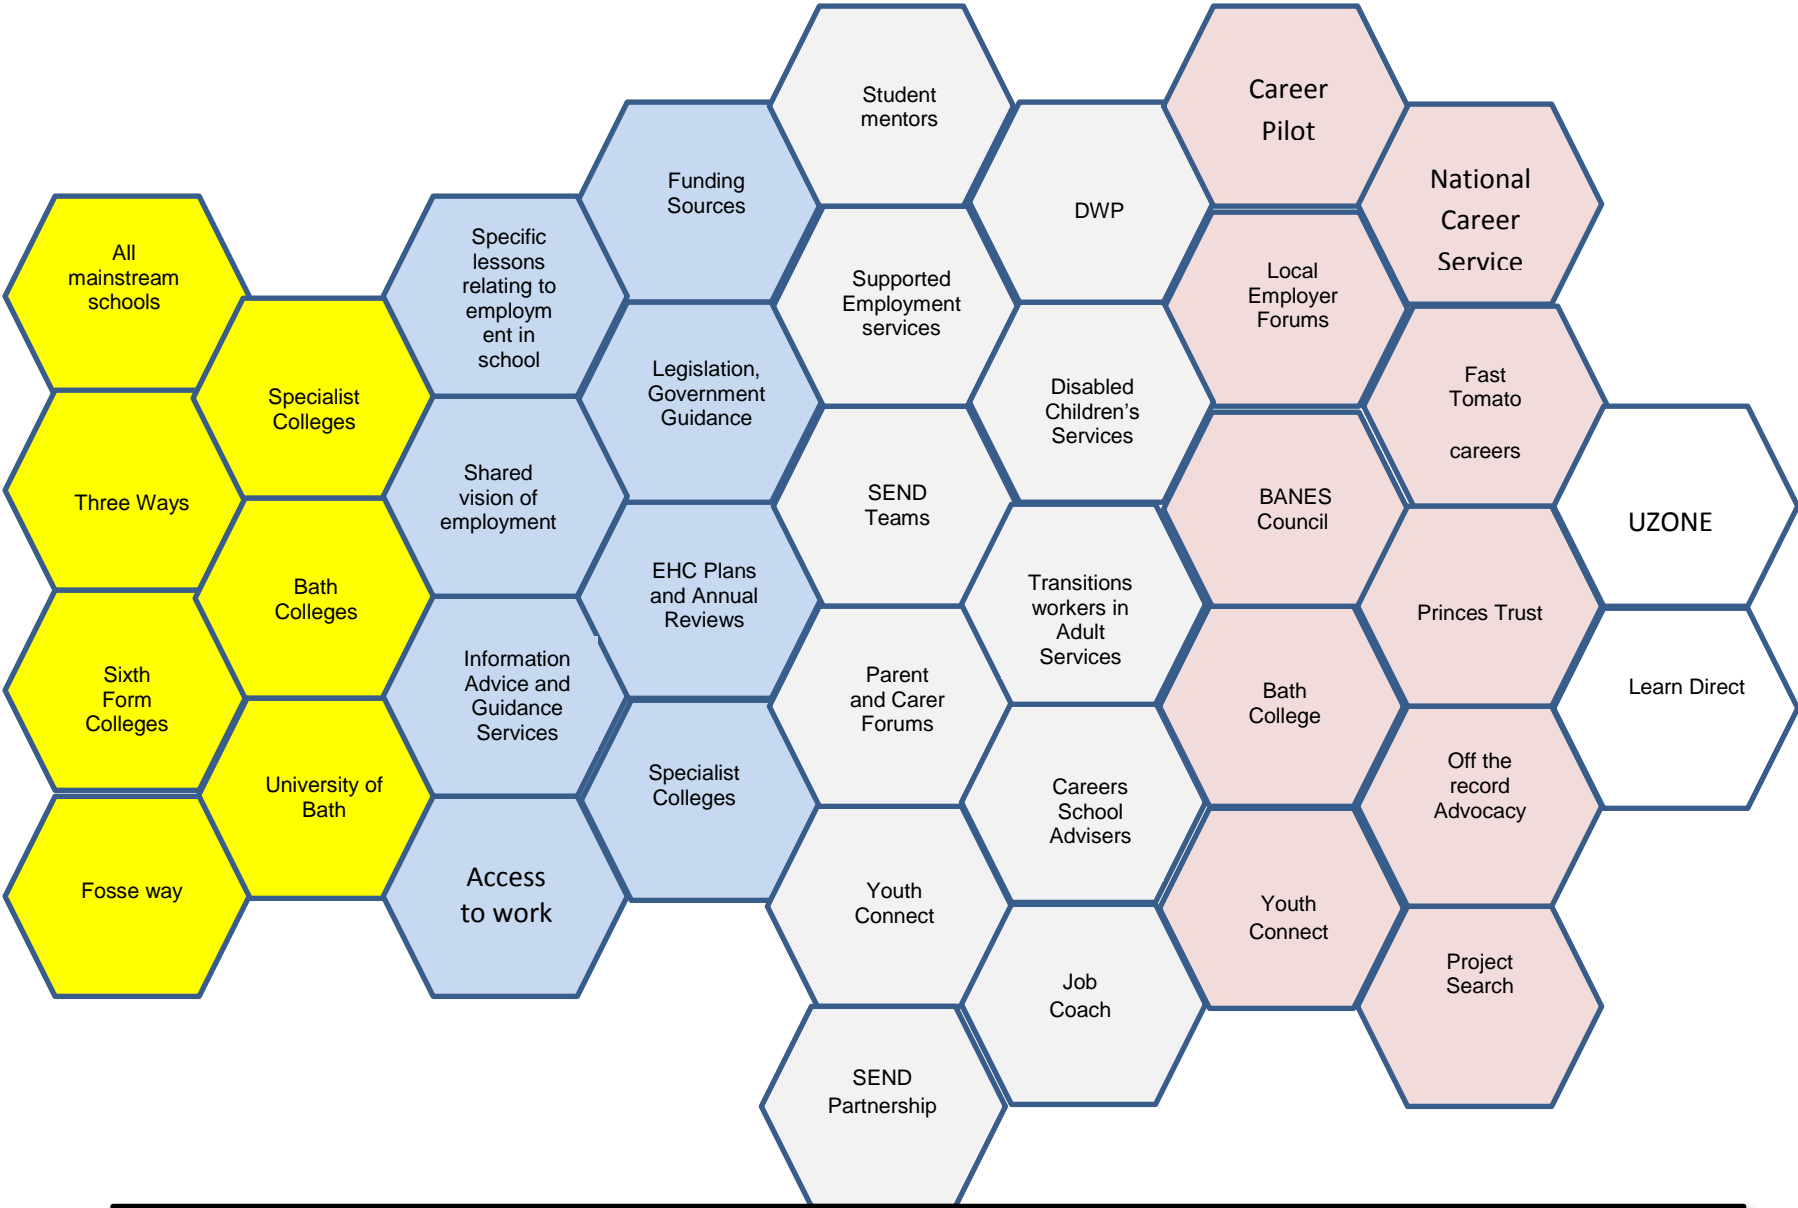 All
mainstream
schools
Three Ways
Sixth
Form
Colleges
Fosse way
Specialist
Colleges
Bath
Colleges
University of
Bath
Specific
lessons
relating to
employm
ent in
school
Shared
vision of
employment
Information
Advice and
Guidance
Services
Access
to work
Funding
Sources
Legislation,
Government
Guidance
EHC Plans
and Annual
Reviews
Specialist
Colleges
Student
mentors
Supported
Employment
services
SEND
Teams
Parent
and Carer
Forums
Youth
Connect
SEND
Partnership
DWP
Disabled
Children's
Services
Transitions
workers in
Adult
Services
Careers
School
Advisers
Job
Coach
Career
Pilot
Local
Employer
Forums
BANES
Council
Bath
College
Youth
Connect
National
Career
Service
Fast
Tomato
careers
Princes Trust
Off the
record
Advocacy
Project
Search
UZONE
Learn Direct